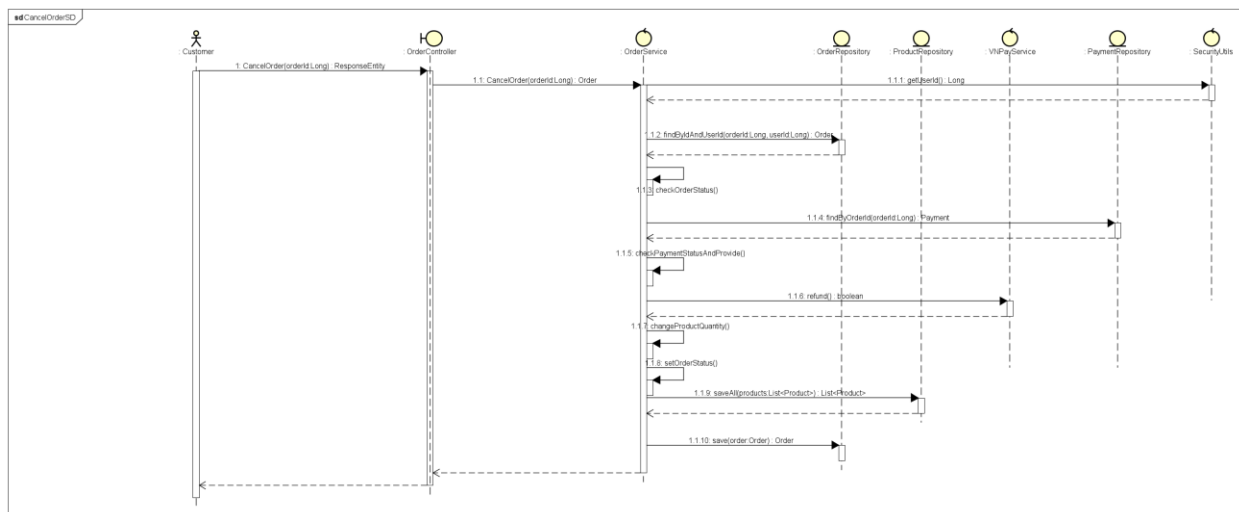 sd CancelOrderSD
: Customer
: OrderController
: OrderService
: OrderRepository
: ProductRepository
: VNPayService
: PaymentRepository
: SecurityUtils
1: CancelOrder(orderId:Long) : ResponseEntity
1.1: CancelOrder(orderId:Long) : Order
1.1.1: getUserId() : Long
1.1.2: findByIdAndUserId(orderId:Long, userId:Long) : Order
1.1.3: checkOrderStatus()
1.1.4: findByOrderId(orderId:Long) : Payment
1.1.5: checkPaymentStatusAndProvide()
1.1.6: refund() : boolean
1.1.7: changeProductQuantity()
1.1.8: setOrderStatus()
1.1.9: saveAll(products:List<Product>) : List<Product>
1.1.10: save(order:Order) : Order